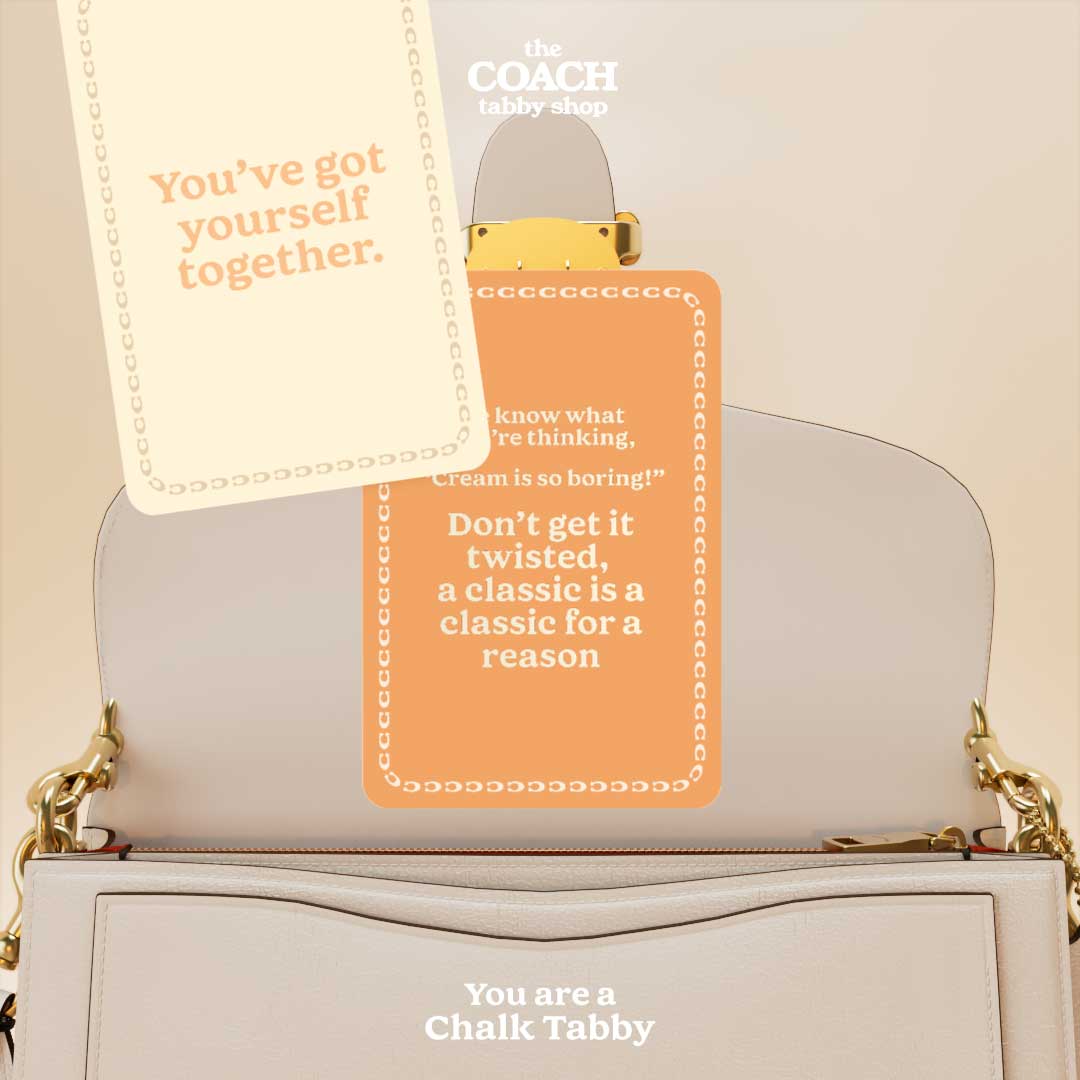 the
COACH
tabby shop
You've got
yourself
together.
know what
're thinking,
Cream is so boring!"
Don't get it
twisted,
a classic is a
classic for a
reason
You are a
Chalk Tabby